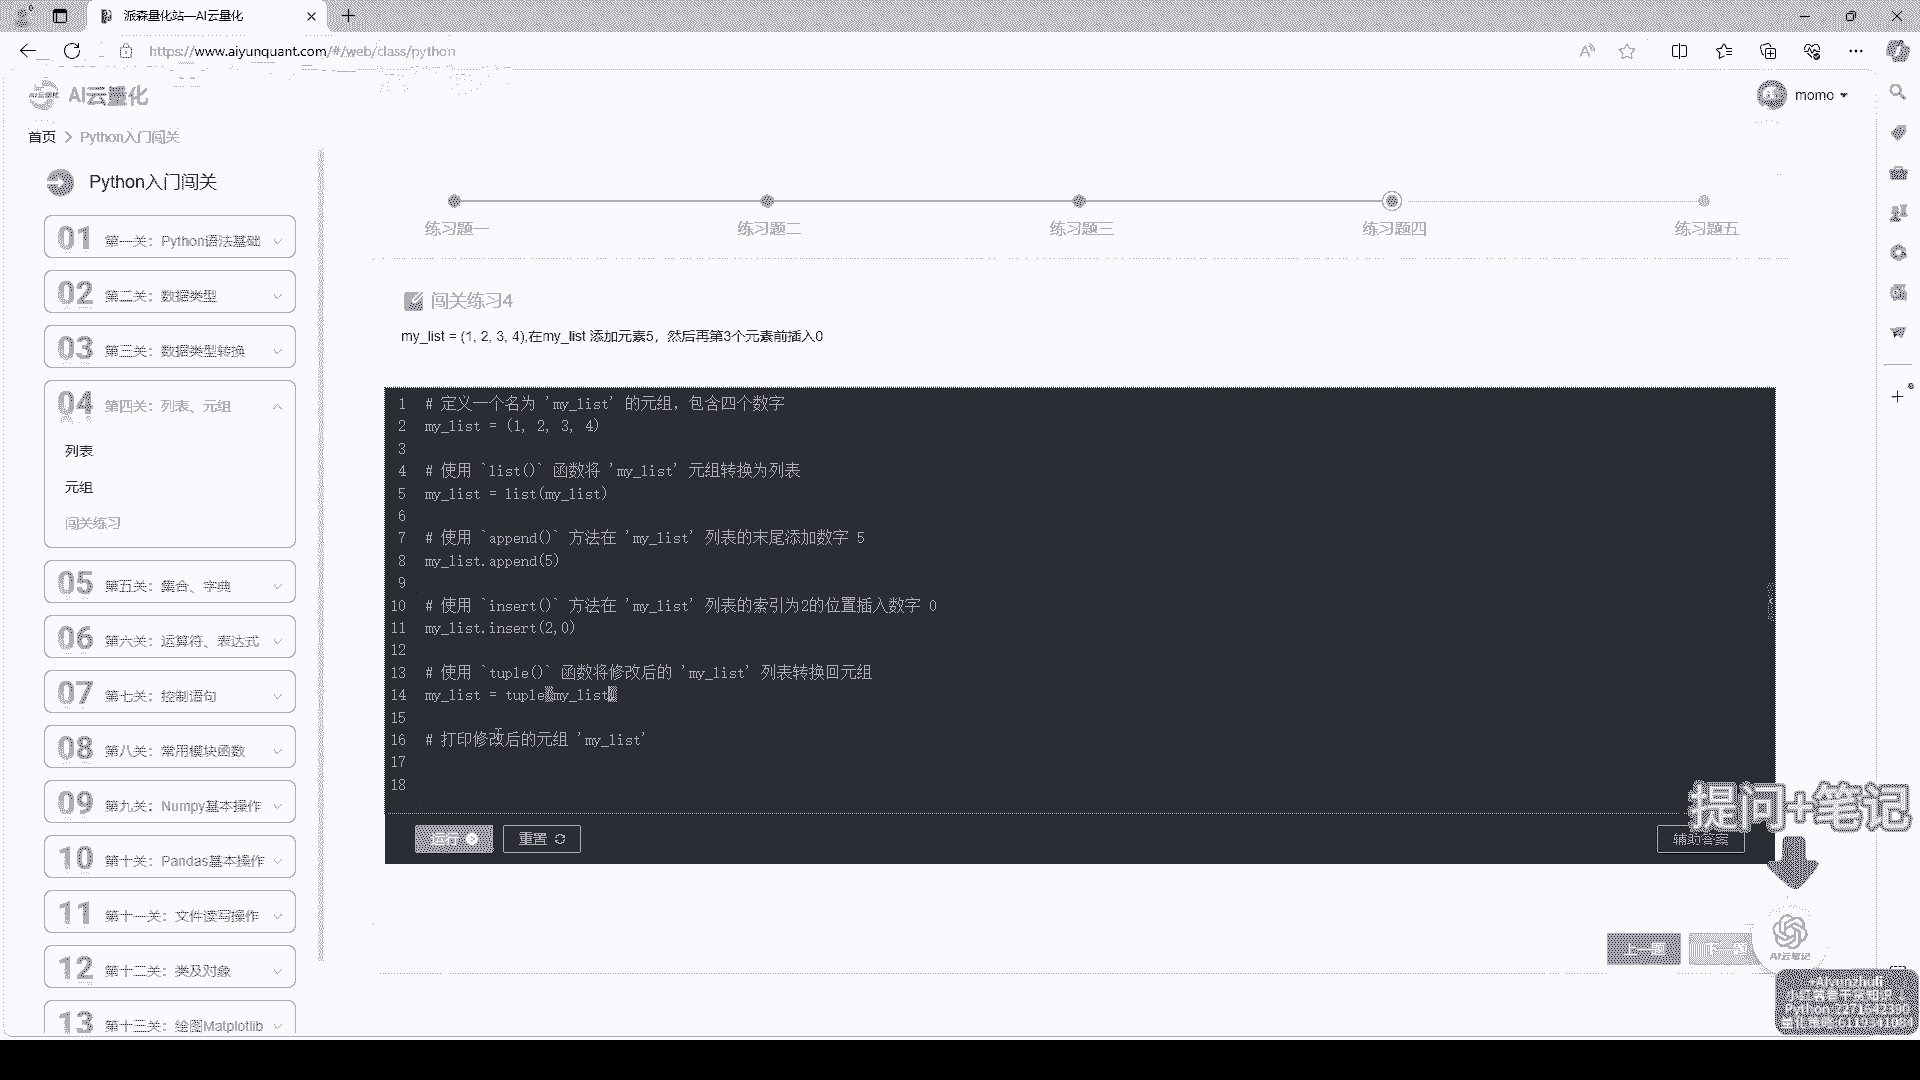 派森量化站—AI云量化
https://www.aiyunquant.com/#/web/class/python
AI云量化
momo
首页 > Python入门闯关
Python入门闯关
01 第一关：Python语法基础
02 第二关：数据类型
03 第三关：数据类型转换
04 第四关：列表、元组
列表
元组
闯关练习
05 第五关：集合、字典
06 第六关：运算符、表达式
07 第七关：控制语句
08 第八关：常用模块函数
09 第九关：Numpy基本操作
10 第十关：Pandas基本操作
11 第十一关：文件读写操作
12 第十二关：类及对象
13 第十三关：绘图Matplotlib
练习题一 练习题二 练习题三 练习题四 练习题五
闯关练习4
my_list = (1, 2, 3, 4),在my_list 添加元素5，然后再第3个元素前插入0
1 # 定义一个名为 'my_list' 的元组，包含四个数字
2 my_list = (1, 2, 3, 4)
3
4 # 使用 `list()` 函数将 'my_list' 元组转换为列表
5 my_list = list(my_list)
6
7 # 使用 `append()` 方法在 'my_list' 列表的末尾添加数字 5
8 my_list.append(5)
9
10 # 使用 `insert()` 方法在 'my_list' 列表的索引为2的位置插入数字 0
11 my_list.insert(2,0)
12
13 # 使用 `tuple()` 函数将修改后的 'my_list' 列表转换回元组
14 my_list = tuple(my_list)
15
16 # 打印修改后的元组 'my_list'
17
18
运行 重置 辅助答案
提问+笔记
上一题 下一题
AI云笔记